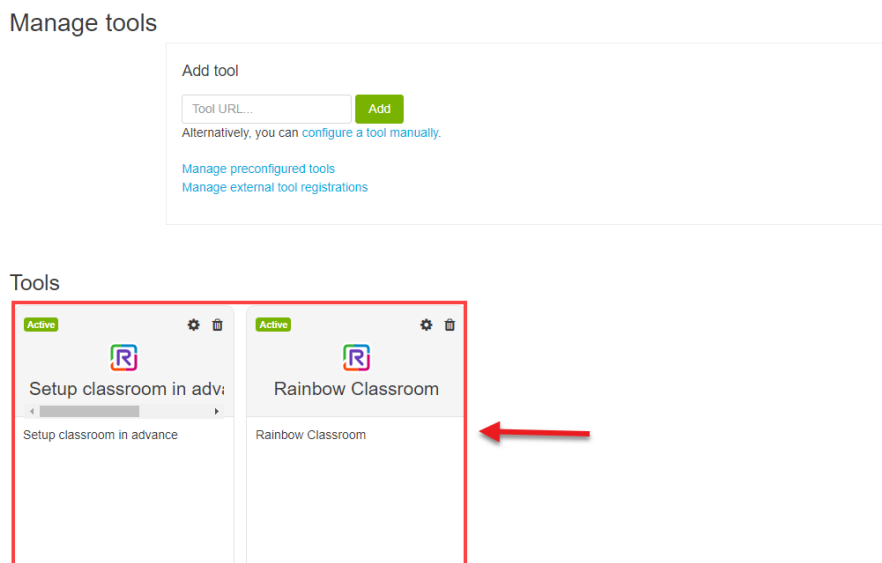 Manage tools
Add tool
Tool URL...
Add
Alternatively, you can configure a tool manually.
Manage preconfigured tools
Manage external tool registrations
Tools
Active
Active
R
R
Setup classroom in adva
Rainbow Classroom
Setup classroom in advance
Rainbow Classroom